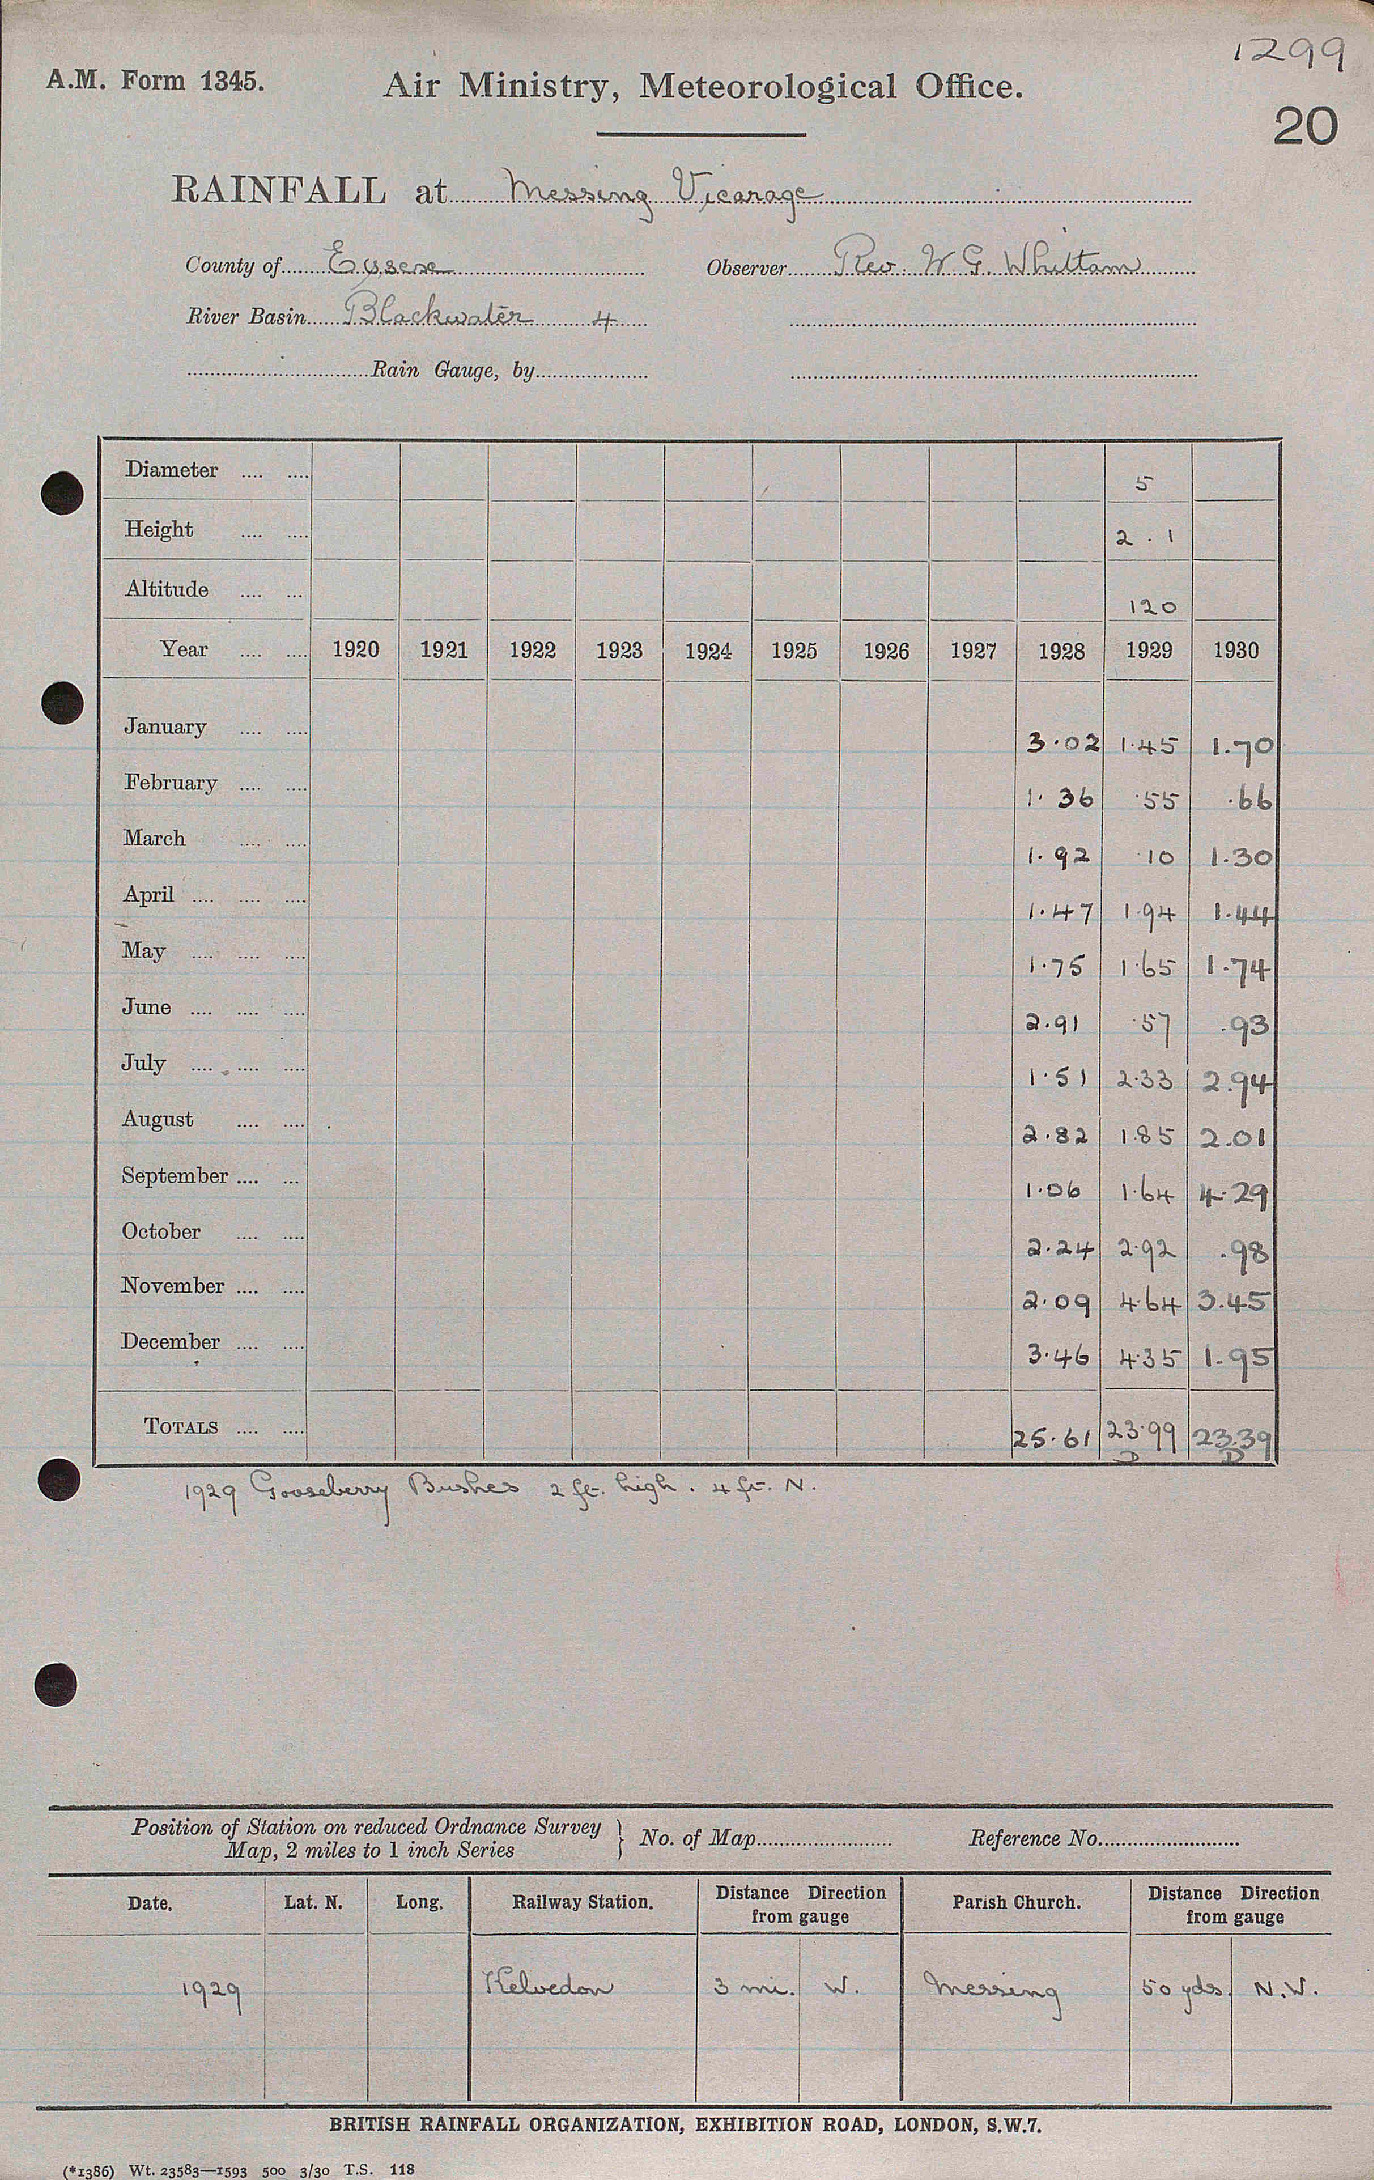 1299
A.M. Form 1345. Air Ministry, Meteorological Office.
20
RAINFALL at Messing Vicarage
County of Essex Observer Rev. W. G. Whittam
River Basin Blackwater 4
Rain Gauge, by
Diameter 5
Height 2 . 1
Altitude 120
Year 1920 1921 1922 1923 1924 1925 1926 1927 1928 1929 1930
January 3.02 1.45 1.70
February 1.36 .55 .66
March 1.92 .10 1.30
April 1.47 1.94 1.44
May 1.75 1.65 1.74
June 2.91 .57 .93
July 1.51 2.33 2.94
August 2.82 1.85 2.01
September 1.06 1.64 4.29
October 2.24 2.92 .98
November 2.09 4.64 3.45
December 3.46 4.35 1.95
TOTALS 25.61 23.99 23.39
D D
1929 Gooseberry Bushes 2 ft. high. 4 ft. N.
Position of Station on reduced Ordnance Survey Map, 2 miles to 1 inch Series } No. of Map Reference No.
Date. Lat. N. Long. Railway Station. Distance Direction from gauge Parish Church. Distance Direction from gauge
1929 Kelvedon 3 mi. W. Messing 50 yds. N.W.
BRITISH RAINFALL ORGANIZATION, EXHIBITION ROAD, LONDON, S.W.7.
(*1386) Wt. 23583—1593 500 3/30 T.S. 118